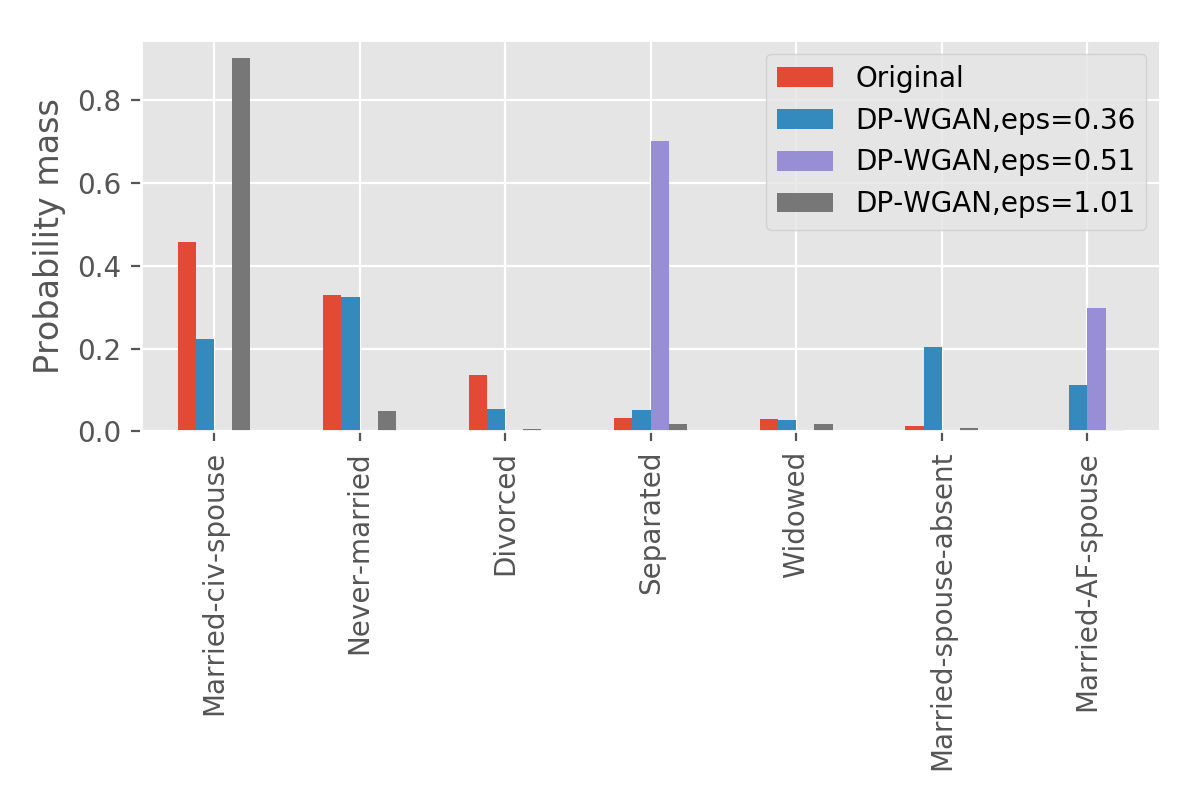 Probability mass
0.8
0.6
0.4
0.2
0.0
Original
DP-WGAN,eps=0.36
DP-WGAN,eps=0.51
DP-WGAN,eps=1.01
Married-civ-spouse
Never-married
Divorced
Separated
Widowed
Married-spouse-absent
Married-AF-spouse